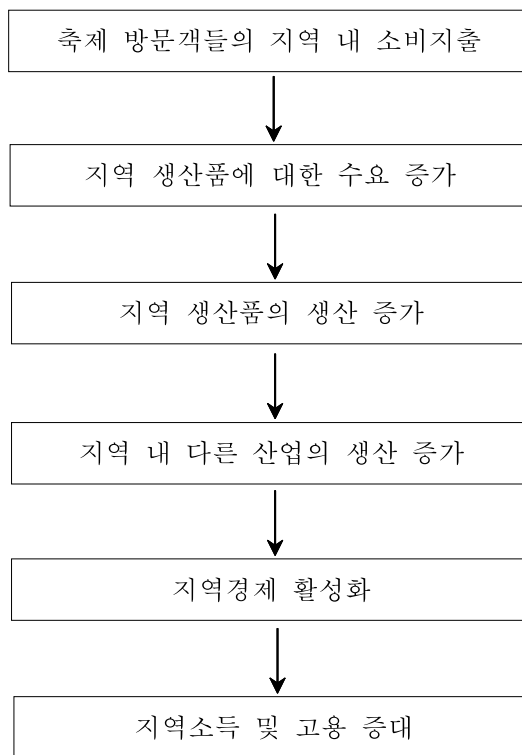 축제 방문객들의 지역 내 소비지출
지역 생산품에 대한 수요 증가
지역 생산품의 생산 증가
지역 내 다른 산업의 생산 증가
지역경제 활성화
지역소득 및 고용 증대